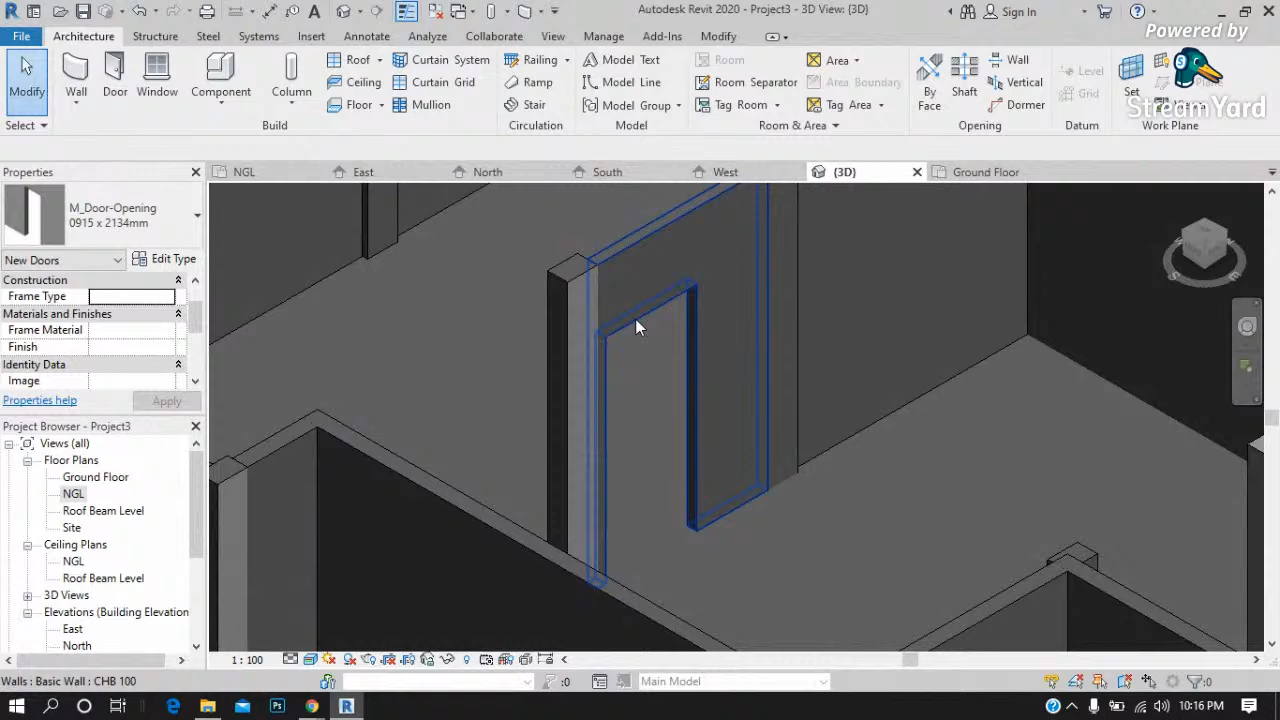 Autodesk Revit 2020 - Project3 - 3D View: {3D}
Sign In
Powered by
StreamYard
File Architecture Structure Steel Systems Insert Annotate Analyze View Massing Collaborate Manage Add-Ins Modify
Modify
Wall
Door
Window
Component
Column
Roof
Ceiling
Floor
Curtain System
Curtain Grid
Mullion
Railing
Ramp
Stair
Model Text
Model Line
Model Group
Room
Room Separator
Tag Room
Area
Area Boundary
Tag Area
By Face
Shaft
Wall
Vertical
Dormer
Level
Grid
Set
Select
Build
Circulation
Model
Room & Area
Opening
Datum
Work Plane
Properties
NGL
East
North
South
West
{3D}
Ground Floor
M_Door-Opening
0915 x 2134mm
New Doors
Edit Type
Construction
Frame Type
Materials and Finishes
Frame Material
Finish
Identity Data
Image
Properties help
Apply
Project Browser - Project3
Views (all)
Floor Plans
Ground Floor
NGL
Roof Beam Level
Site
Ceiling Plans
NGL
Roof Beam Level
3D Views
Elevations (Building Elevation
East
North
1 : 100
Walls : Basic Wall : CHB 100
:0
Main Model
:0
10:16 PM